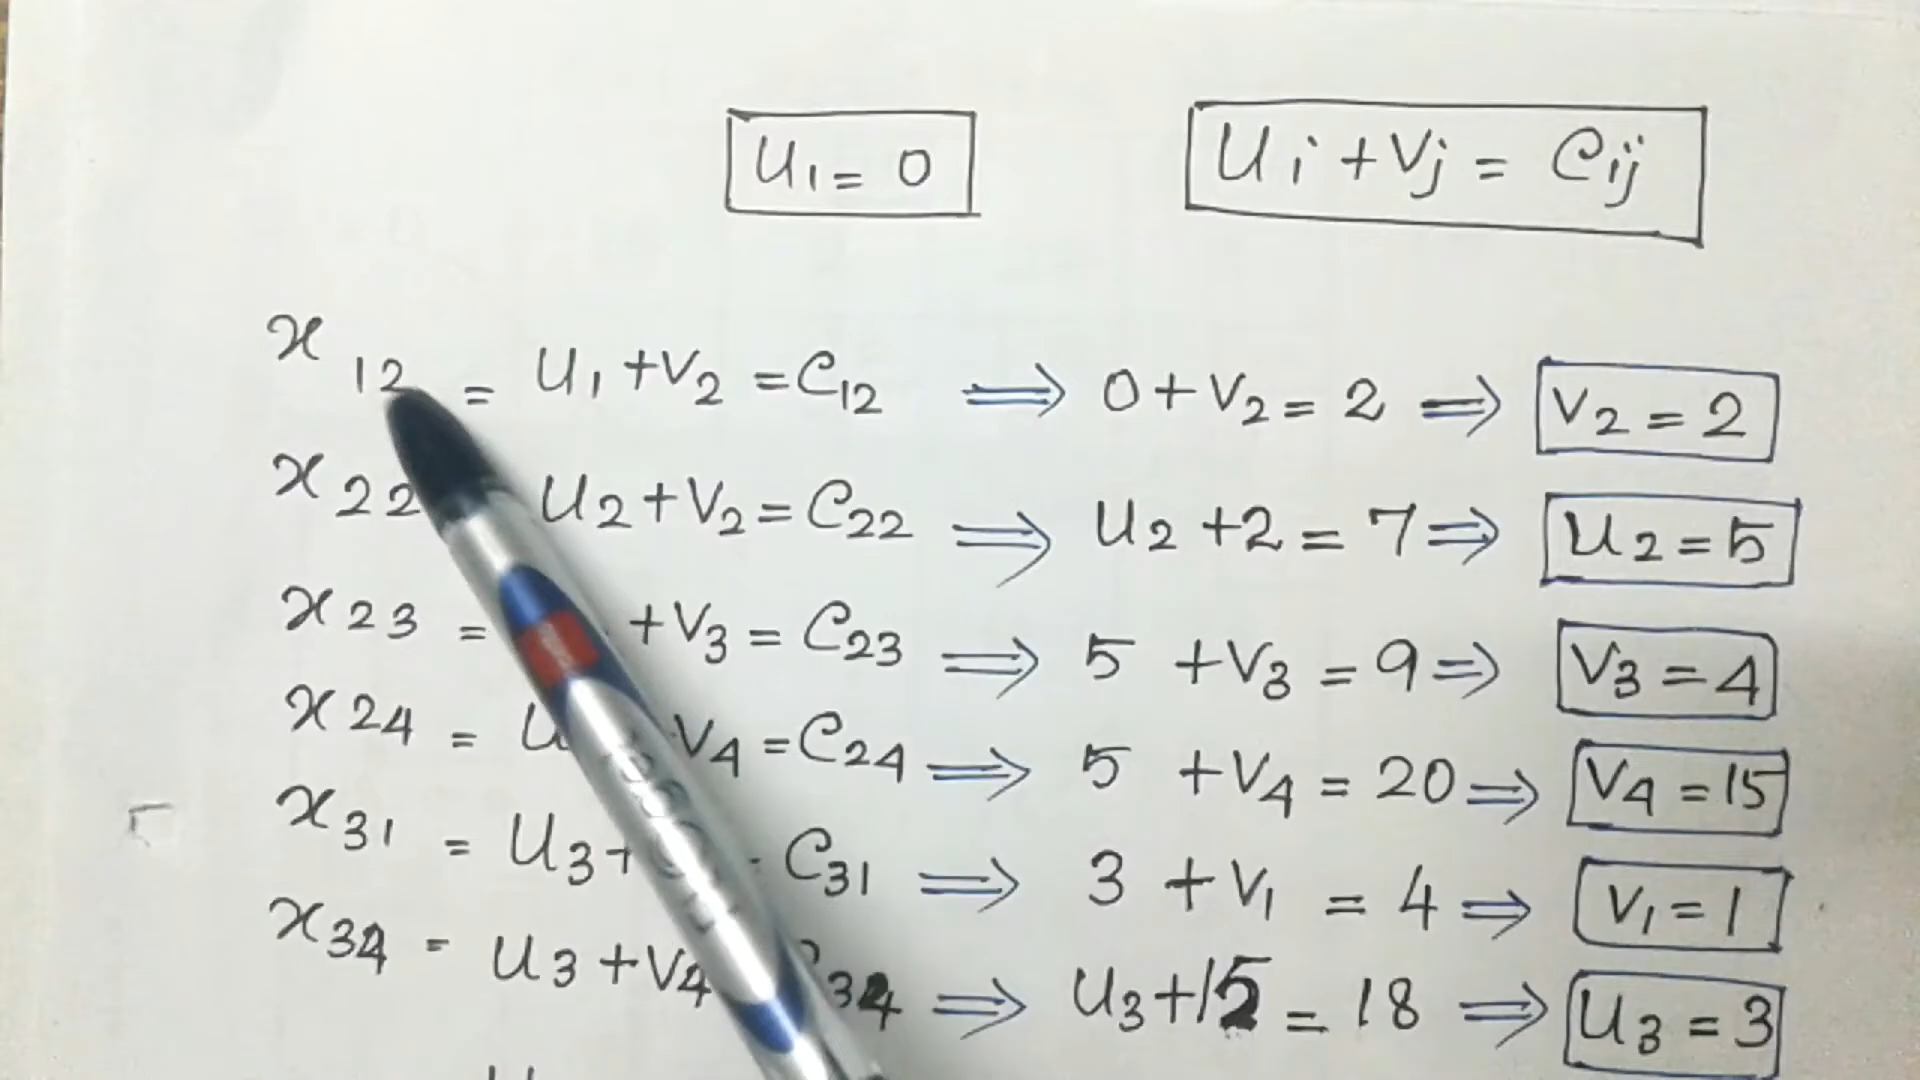 U1 = 0 Ui + Vj = Cij
x12 = U1 + V2 = C12 ⟹ 0 + V2 = 2 ⟹ V2 = 2
x22 U2 + V2 = C22 ⟹ U2 + 2 = 7 ⟹ U2 = 5
x23 = + V3 = C23 ⟹ 5 + V3 = 9 ⟹ V3 = 4
x24 = U V4 = C24 ⟹ 5 + V4 = 20 ⟹ V4 = 15
x31 = U3 + C31 ⟹ 3 + V1 = 4 ⟹ V1 = 1
x34 = U3 + V4 34 ⟹ U3 + 15 = 18 ⟹ U3 = 3